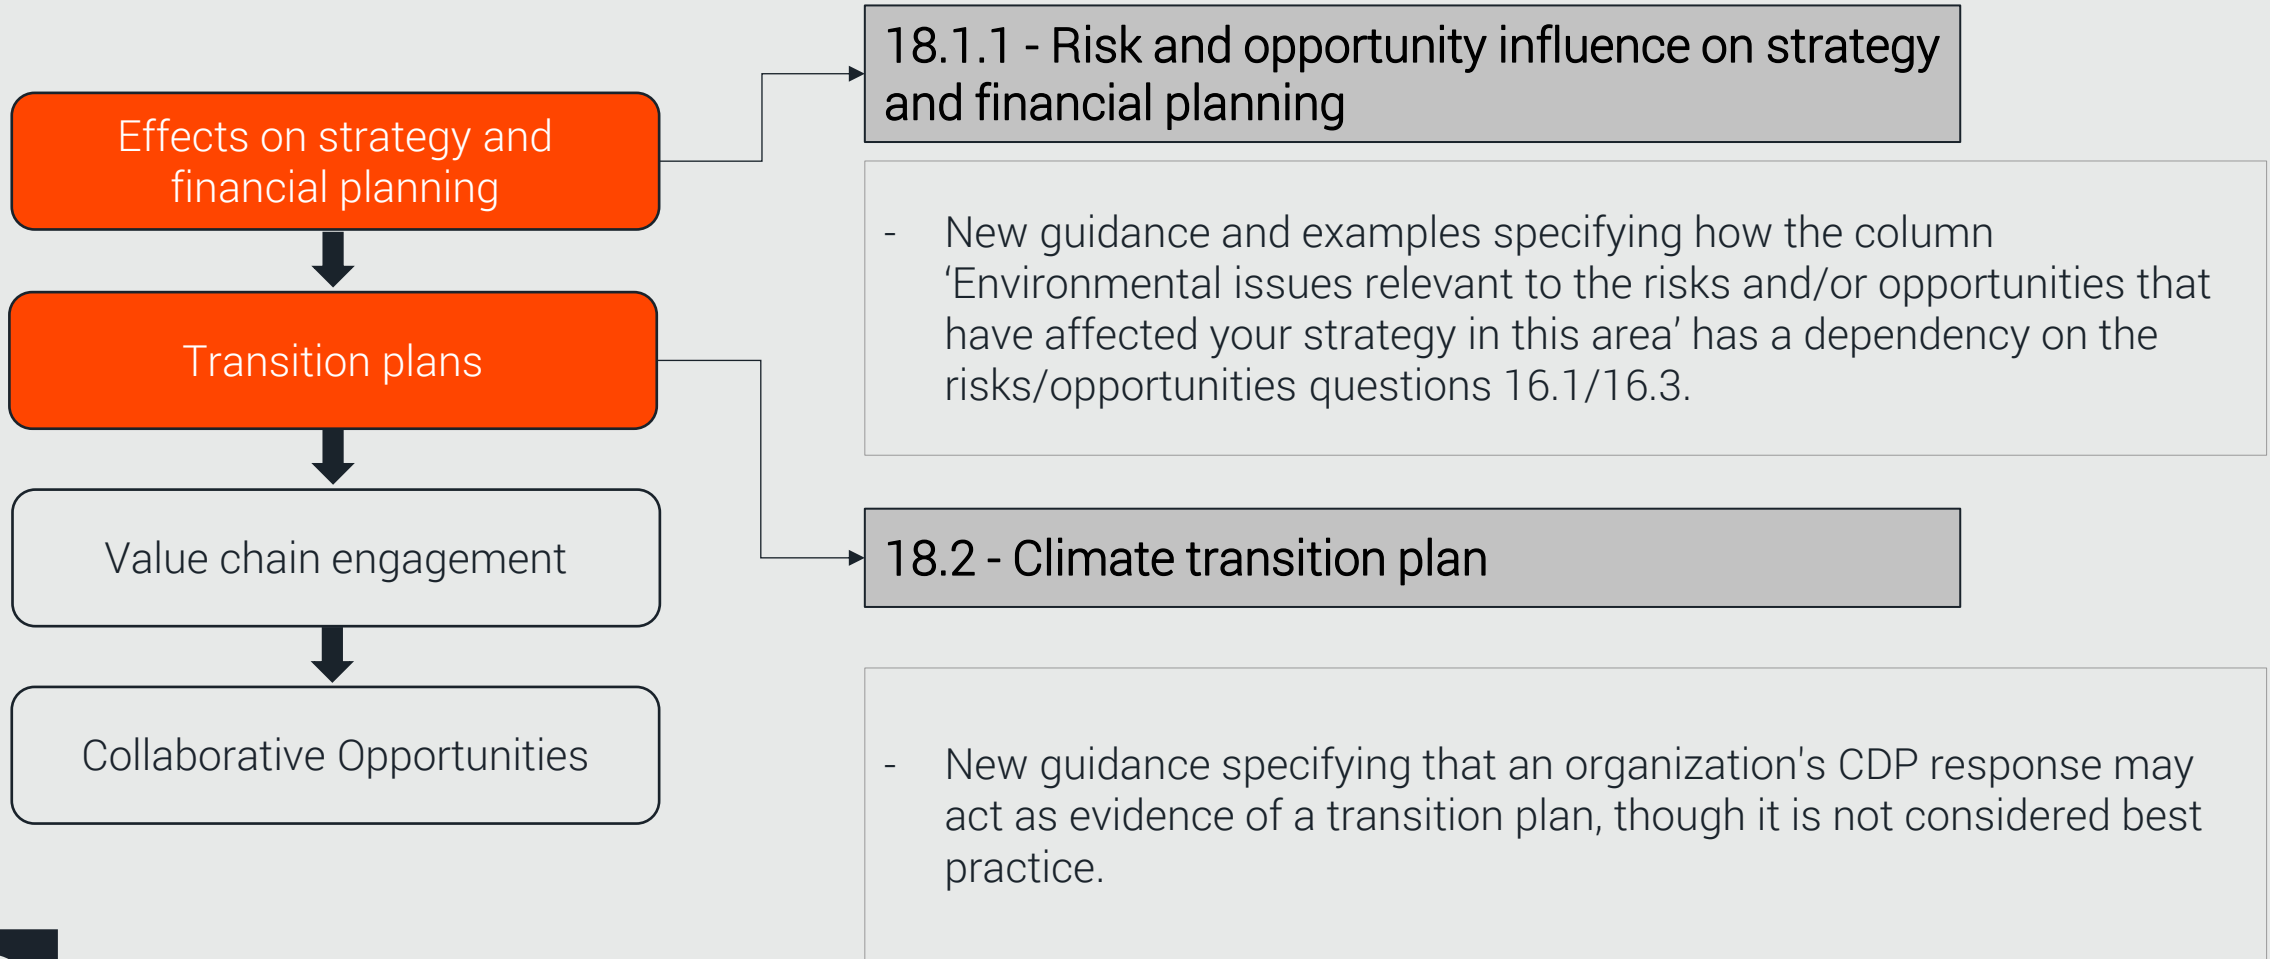 Effects on strategy and
financial planning
Transition plans
Value chain engagement
Collaborative Opportunities
18.1.1 - Risk and opportunity influence on strategy
and financial planning
- New guidance and examples specifying how the column
‘Environmental issues relevant to the risks and/or opportunities that
have affected your strategy in this area’ has a dependency on the
risks/opportunities questions 16.1/16.3.
18.2 - Climate transition plan
- New guidance specifying that an organization's CDP response may
act as evidence of a transition plan, though it is not considered best
practice.